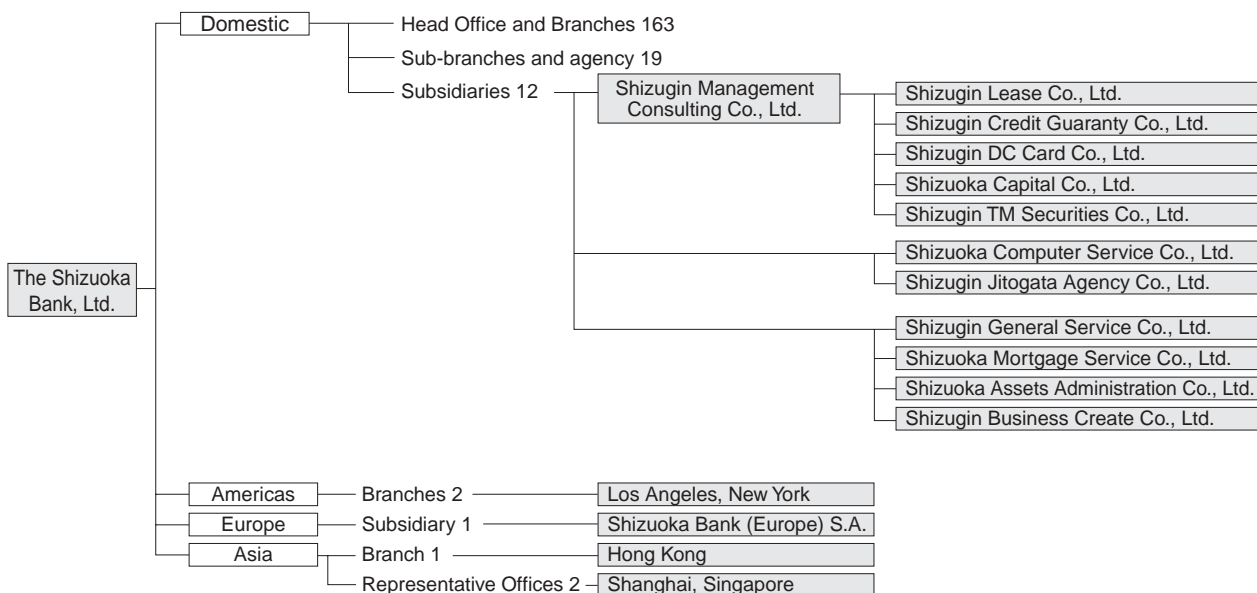 The Shizuoka
Bank, Ltd.
Domestic
Head Office and Branches 163
Sub-branches and agency 19
Subsidiaries 12
Shizugin Management
Consulting Co., Ltd.
Shizugin Lease Co., Ltd.
Shizugin Credit Guaranty Co., Ltd.
Shizugin DC Card Co., Ltd.
Shizuoka Capital Co., Ltd.
Shizugin TM Securities Co., Ltd.
Shizuoka Computer Service Co., Ltd.
Shizugin Jitogata Agency Co., Ltd.
Shizugin General Service Co., Ltd.
Shizuoka Mortgage Service Co., Ltd.
Shizuoka Assets Administration Co., Ltd.
Shizugin Business Create Co., Ltd.
Americas
Branches 2
Los Angeles, New York
Europe
Subsidiary 1
Shizuoka Bank (Europe) S.A.
Asia
Branch 1
Hong Kong
Representative Offices 2
Shanghai, Singapore